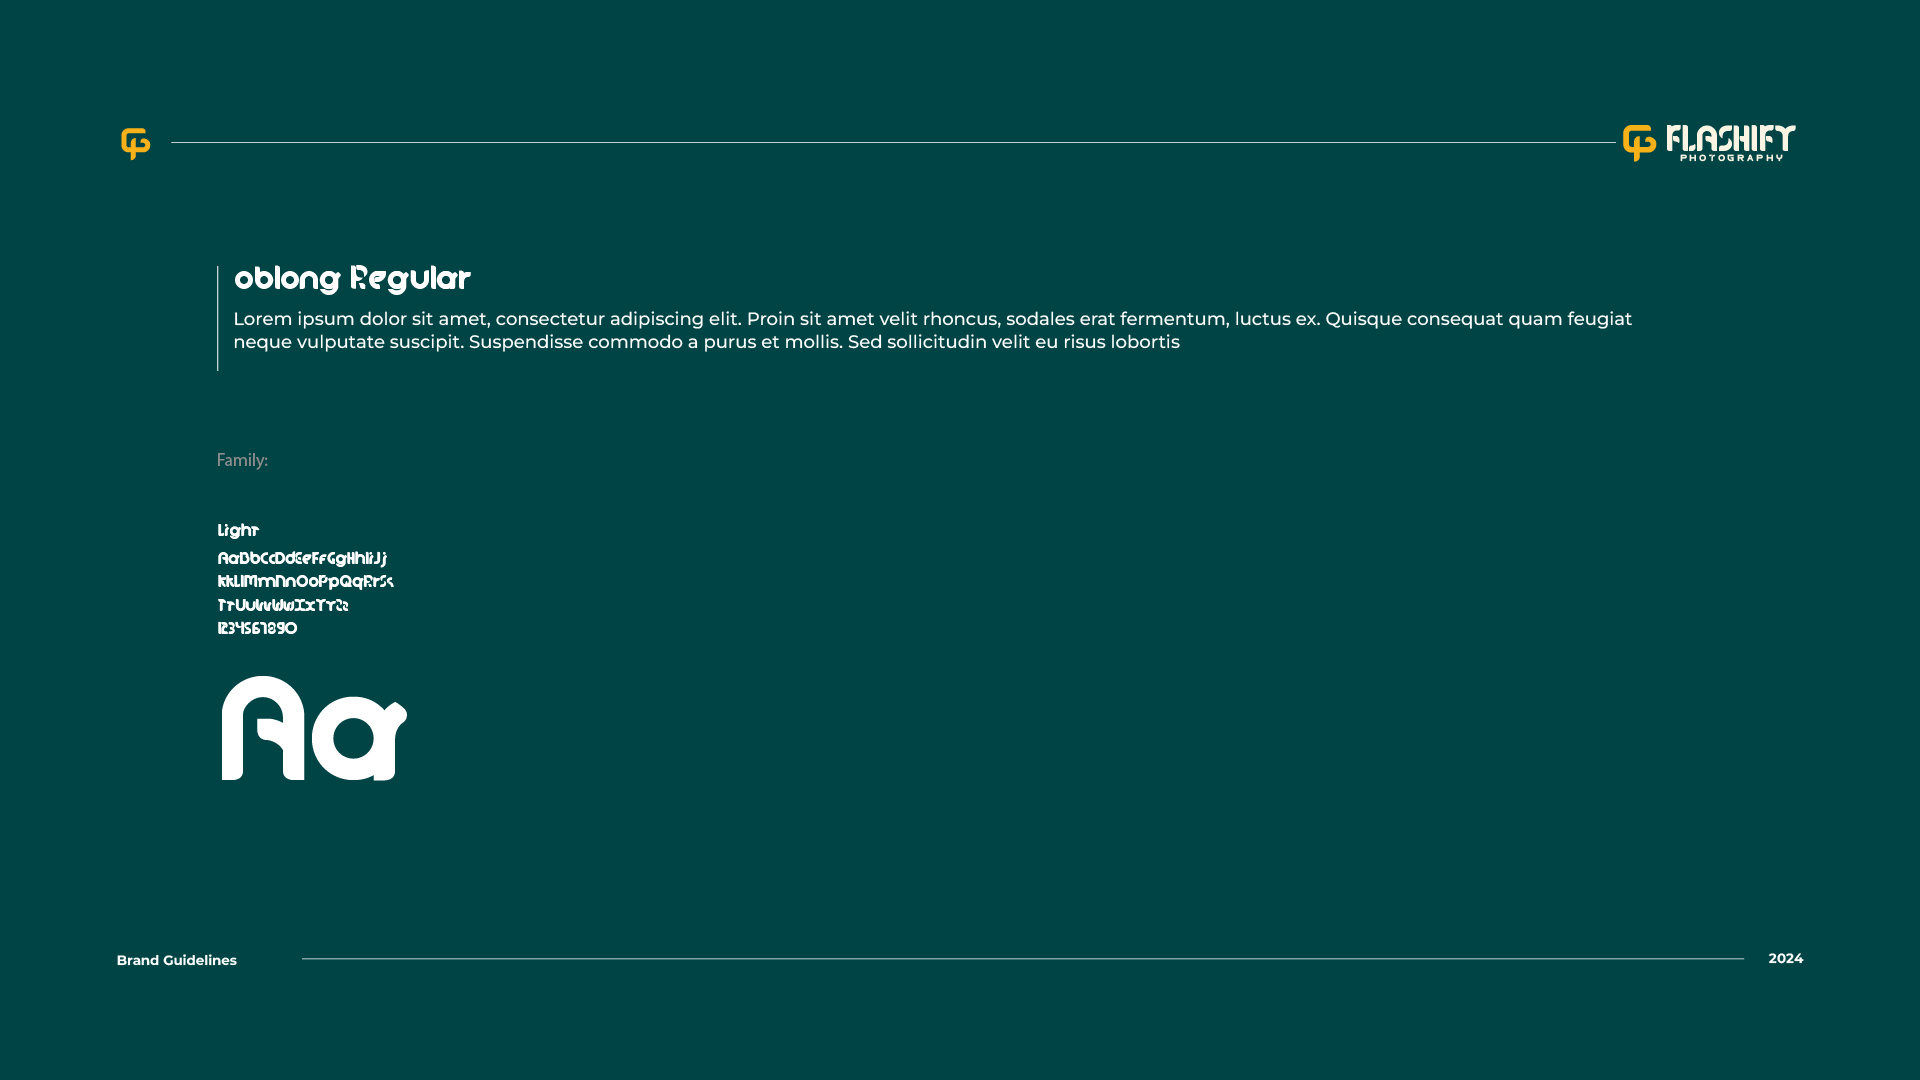 FLASHIFY
PHOTOGRAPHY
oblong Regular
Lorem ipsum dolor sit amet, consectetur adipiscing elit. Proin sit amet velit rhoncus, sodales erat fermentum, luctus ex. Quisque consequat quam feugiat
neque vulputate suscipit. Suspendisse commodo a purus et mollis. Sed sollicitudin velit eu risus lobortis
Family:
Light
AaBbCcDdEeFfGgHhIiJj
KkLlMmNnOoPpQqRrSs
TtUuVvWwXxYyZz
1234567890
Aa
Brand Guidelines
2024